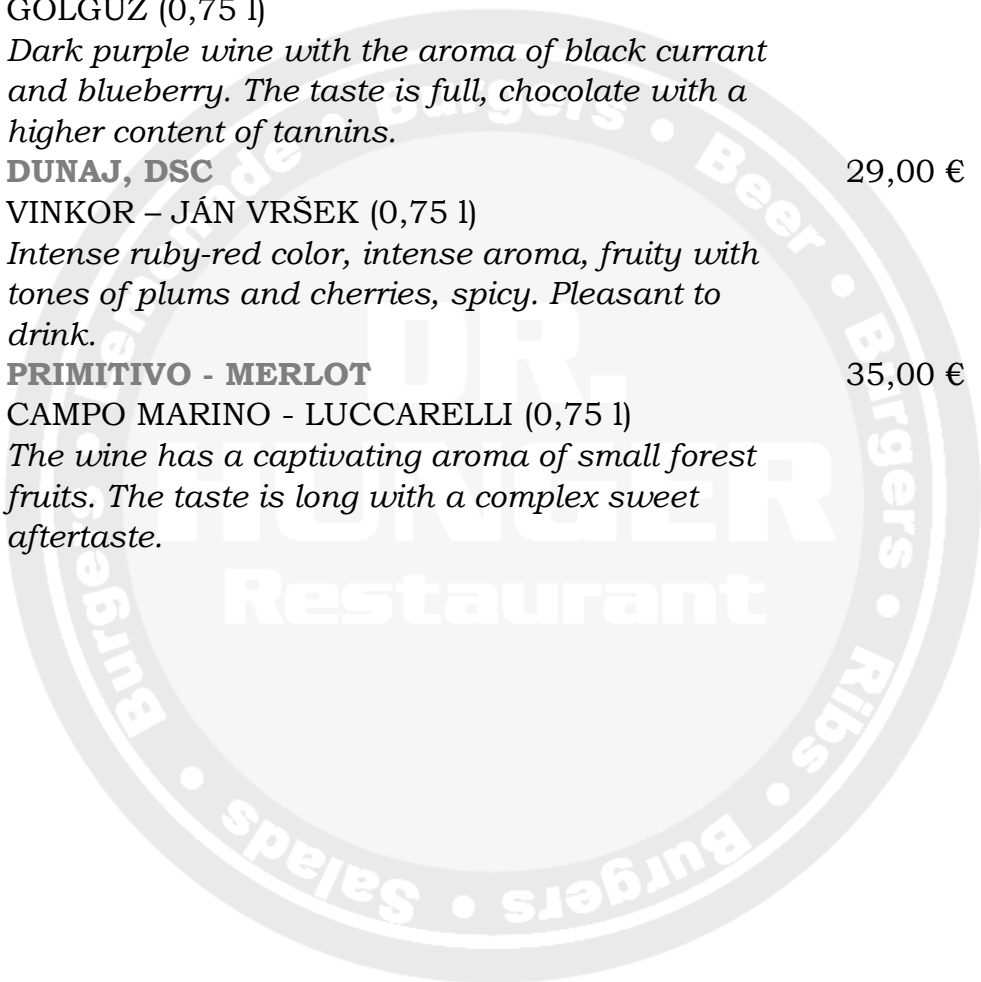 GOLGUZ (0,75 l)
Dark purple wine with the aroma of black currant
and blueberry. The taste is full, chocolate with a
higher content of tannins.
DUNAJ, DSC 29,00 €
VINKOR – JÁN VRŠEK (0,75 l)
Intense ruby-red color, intense aroma, fruity with
tones of plums and cherries, spicy. Pleasant to
drink.
PRIMITIVO - MERLOT 35,00 €
CAMPO MARINO - LUCCARELLI (0,75 l)
The wine has a captivating aroma of small forest
fruits. The taste is long with a complex sweet
aftertaste.
DR.
HUNGER
Restaurant
Burgers • Lemonade • Burgers • Beer • Burgers • Ribs • Burgers • Salads •